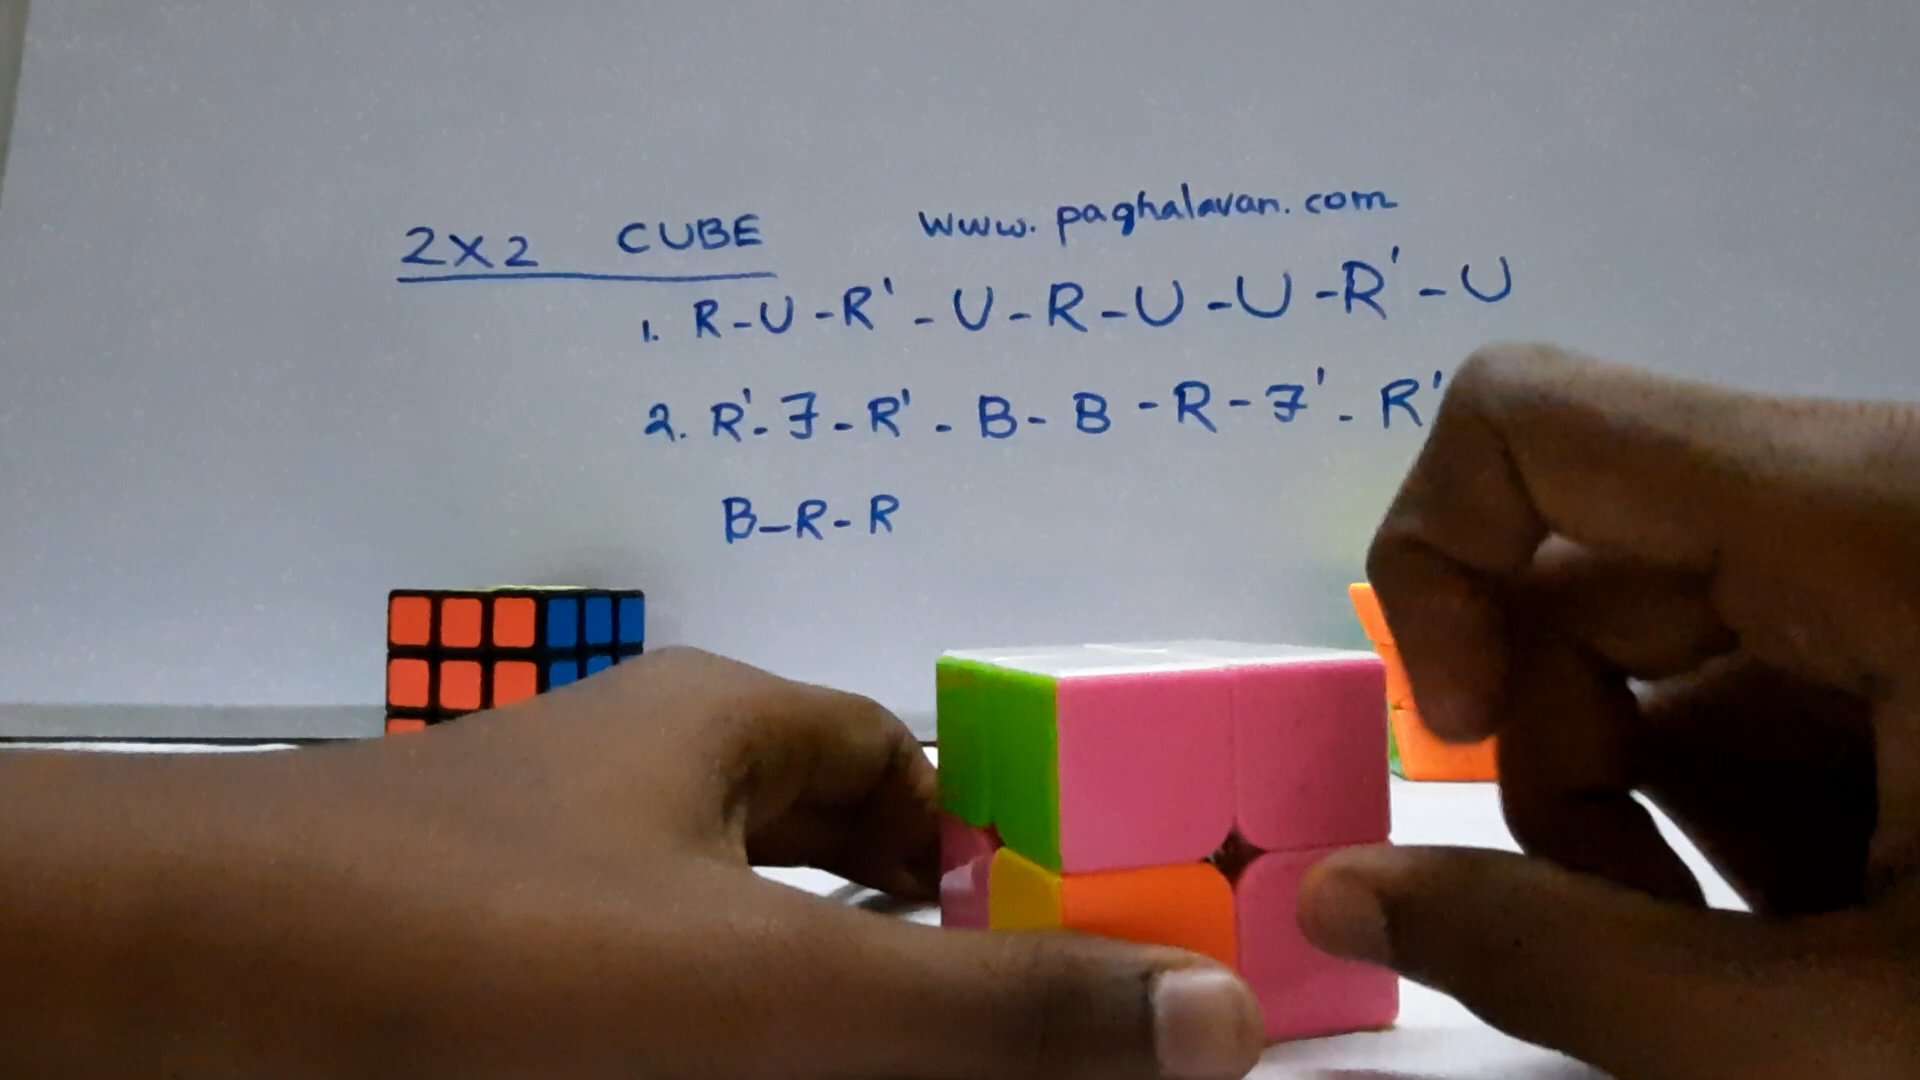 2X2 CUBE
www.paghalavan.com
1. R-U-R'-U-R-U-U-R'-U
2. R'-F-R'-B-B-R-F'-R'
B-R-R